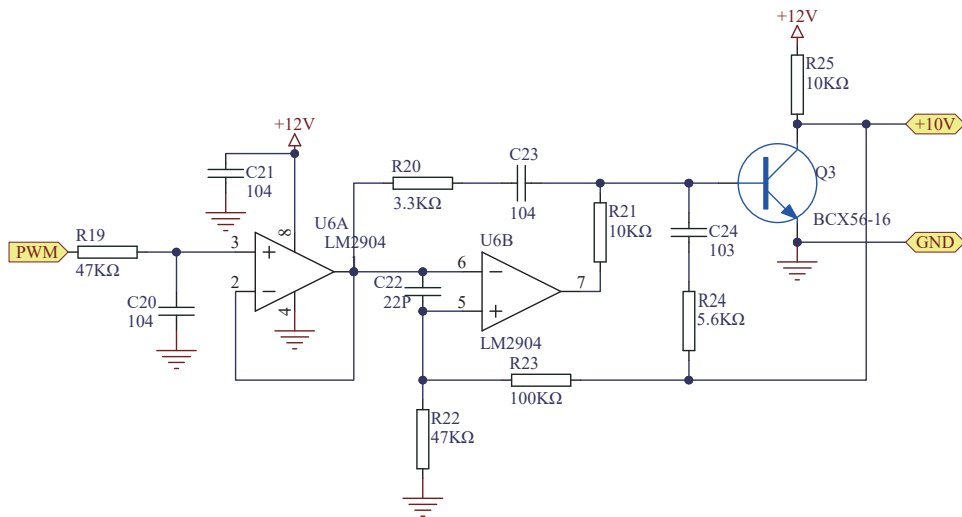 +12V
R25
10KΩ
+10V
+12V
C21
104
R20
3.3KΩ
C23
104
Q3
BCX56-16
U6A
LM2904
8
3
2
4
PWM
R19
47KΩ
C20
104
U6B
R21
10KΩ
C24
103
GND
6
5
7
C22
22P
LM2904
R24
5.6KΩ
R23
100KΩ
R22
47KΩ